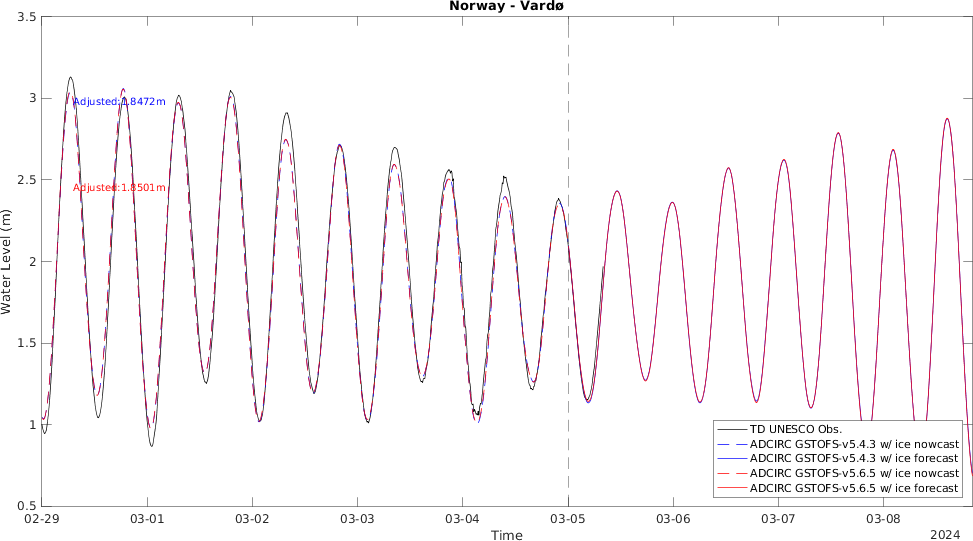 Norway - Vardø
3.5
3
2.5
2
1.5
1
0.5
Water Level (m)
Adjusted:1.8472m
Adjusted:1.8501m
TD UNESCO Obs.
ADCIRC GSTOFS-v5.4.3 w/ ice nowcast
ADCIRC GSTOFS-v5.4.3 w/ ice forecast
ADCIRC GSTOFS-v5.6.5 w/ ice nowcast
ADCIRC GSTOFS-v5.6.5 w/ ice forecast
02-29 03-01 03-02 03-03 03-04 03-05 03-06 03-07 03-08
Time
2024